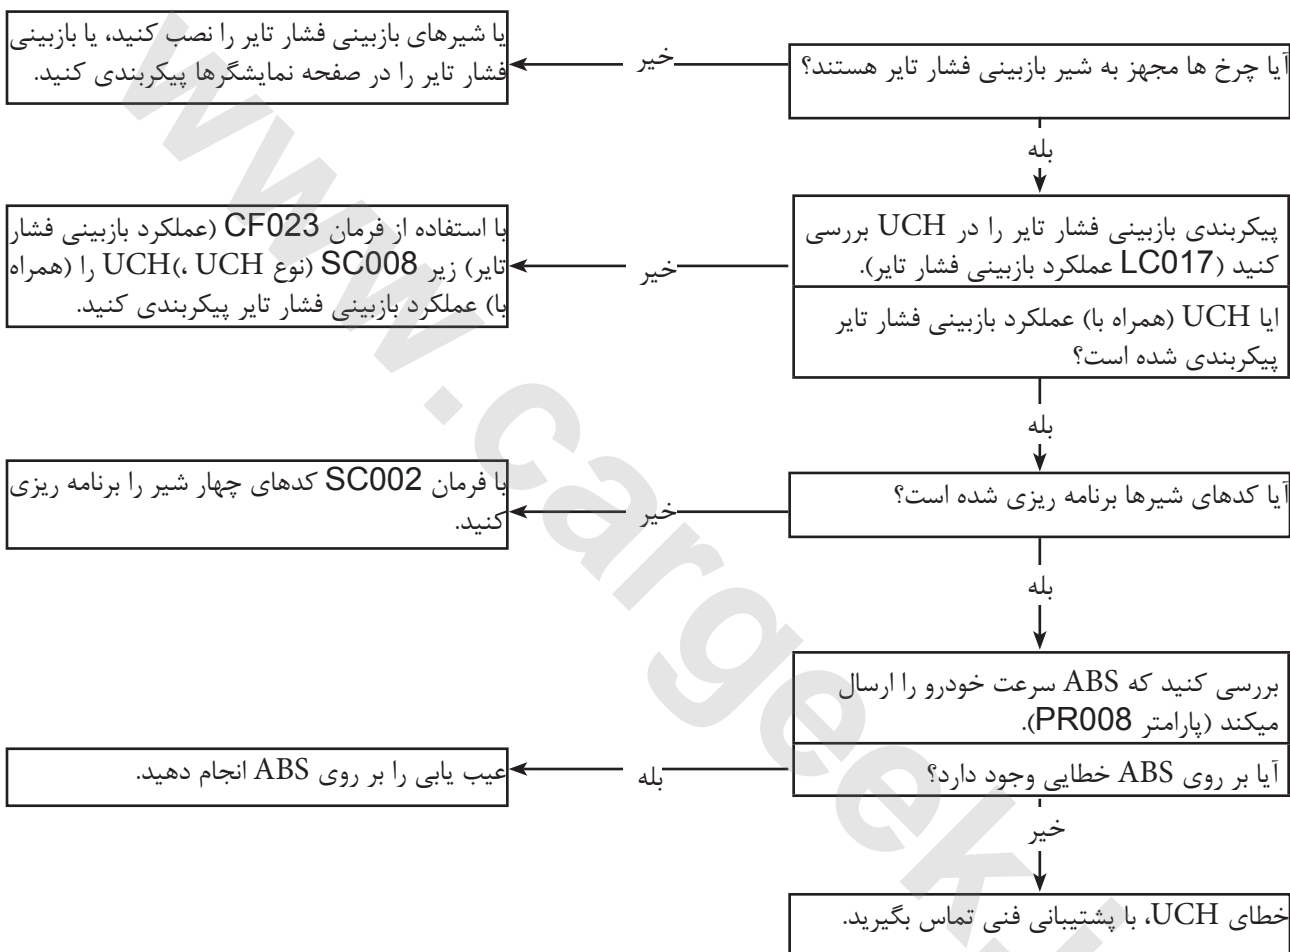 آیا چرخ ها مجهز به شیر بازبینی فشار تایر هستند؟
خیر
یا شیرهای بازبینی فشار تایر را نصب کنید، یا بازبینی
فشار تایر را در صفحه نمایشگرها پیکربندی کنید.
بله
پیکربندی بازبینی فشار تایر را در UCH بررسی
کنید (LC017 عملکرد بازبینی فشار تایر).
ایا UCH (همراه با) عملکرد بازبینی فشار تایر
پیکربندی شده است؟
خیر
با استفاده از فرمان CF023 (عملکرد بازبینی فشار
تایر) زیر SC008 (نوع UCH ،)UCH را (همراه
با) عملکرد بازبینی فشار تایر پیکربندی کنید.
بله
آیا کدهای شیرها برنامه ریزی شده است؟
خیر
با فرمان SC002 کدهای چهار شیر را برنامه ریزی
کنید.
بله
بررسی کنید که ABS سرعت خودرو را ارسال
میکند (پارامتر PR008).
آیا بر روی ABS خطایی وجود دارد؟
بله
عیب یابی را بر روی ABS انجام دهید.
خیر
خطای UCH، با پشتیبانی فنی تماس بگیرید.
www.cargeek.